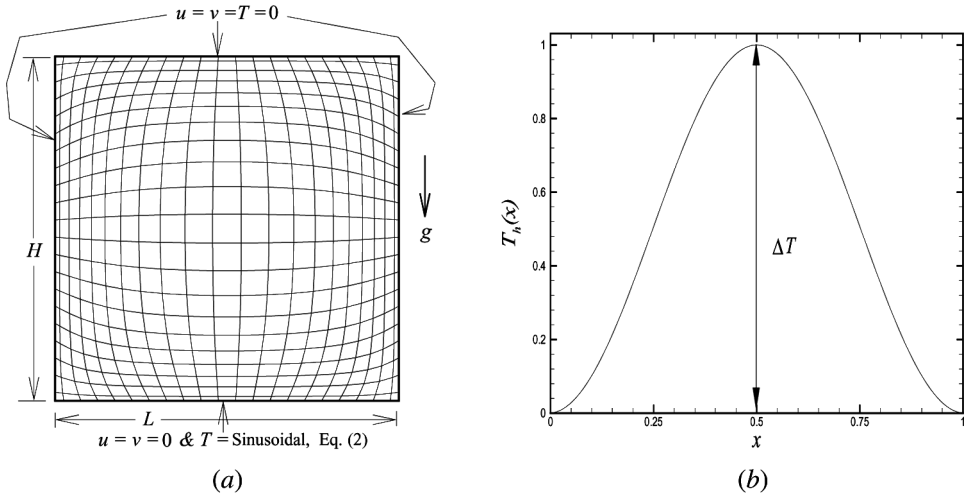 u = v = T = 0
H
g
L
u = v = 0 & T = Sinusoidal, Eq. (2)
(a)
1
0.8
0.6
0.4
0.2
0
T_h(x)
ΔT
0
0.25
0.5
0.75
1
x
(b)